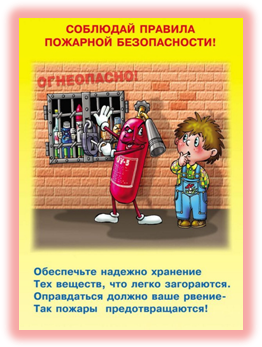 СОБЛЮДАЙ ПРАВИЛА
ПОЖАРНОЙ БЕЗОПАСНОСТИ!
ОГНЕОПАСНО!
Обеспечьте надежно хранение
Тех веществ, что легко загораются.
Оправдаться должно ваше рвение-
Так пожары предотвращаются!